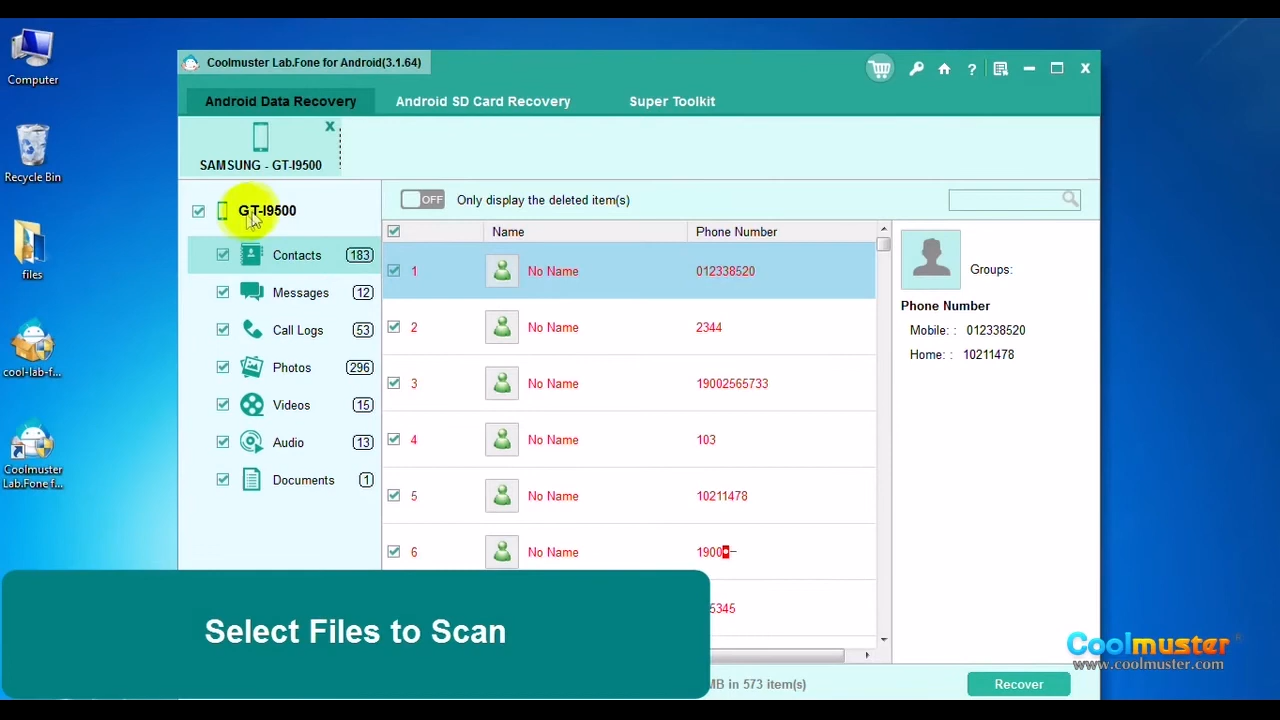 Computer
Recycle Bin
files
cool-lab-f...
Coolmuster
Lab.Fone f...
Coolmuster Lab.Fone for Android(3.1.64)
?
X
Android Data Recovery
Android SD Card Recovery
Super Toolkit
X
SAMSUNG - GT-I9500
GT-I9500
Contacts 183
Messages 12
Call Logs 53
Photos 296
Videos 15
Audio 13
Documents 1
OFF Only display the deleted item(s)
Name Phone Number
1 No Name 012338520
2 No Name 2344
3 No Name 19002565733
4 No Name 103
5 No Name 10211478
6 No Name 1900
5345
Groups:
Phone Number
Mobile: : 012338520
Home: : 10211478
Select Files to Scan
MB in 573 item(s)
Recover
Coolmuster
www.coolmuster.com